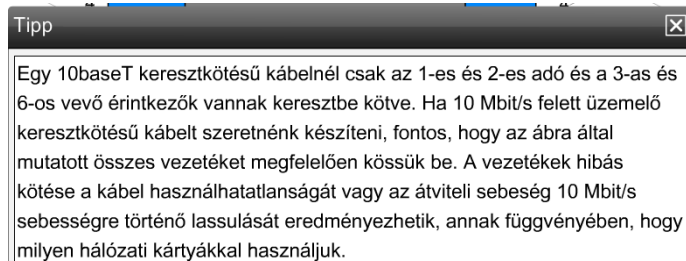 Tipp
Egy 10baseT keresztkötésű kábelnél csak az 1-es és 2-es adó és a 3-as és
6-os vevő érintkezők vannak keresztbe kötve. Ha 10 Mbit/s felett üzemelő
keresztkötésű kábelt szeretnénk készíteni, fontos, hogy az ábra által
mutatott összes vezetéket megfelelően kössük be. A vezetékek hibás
kötése a kábel használhatatlanságát vagy az átviteli sebeség 10 Mbit/s
sebességre történő lassulását eredményezhetik, annak függvényében, hogy
milyen hálózati kártyákkal használjuk.